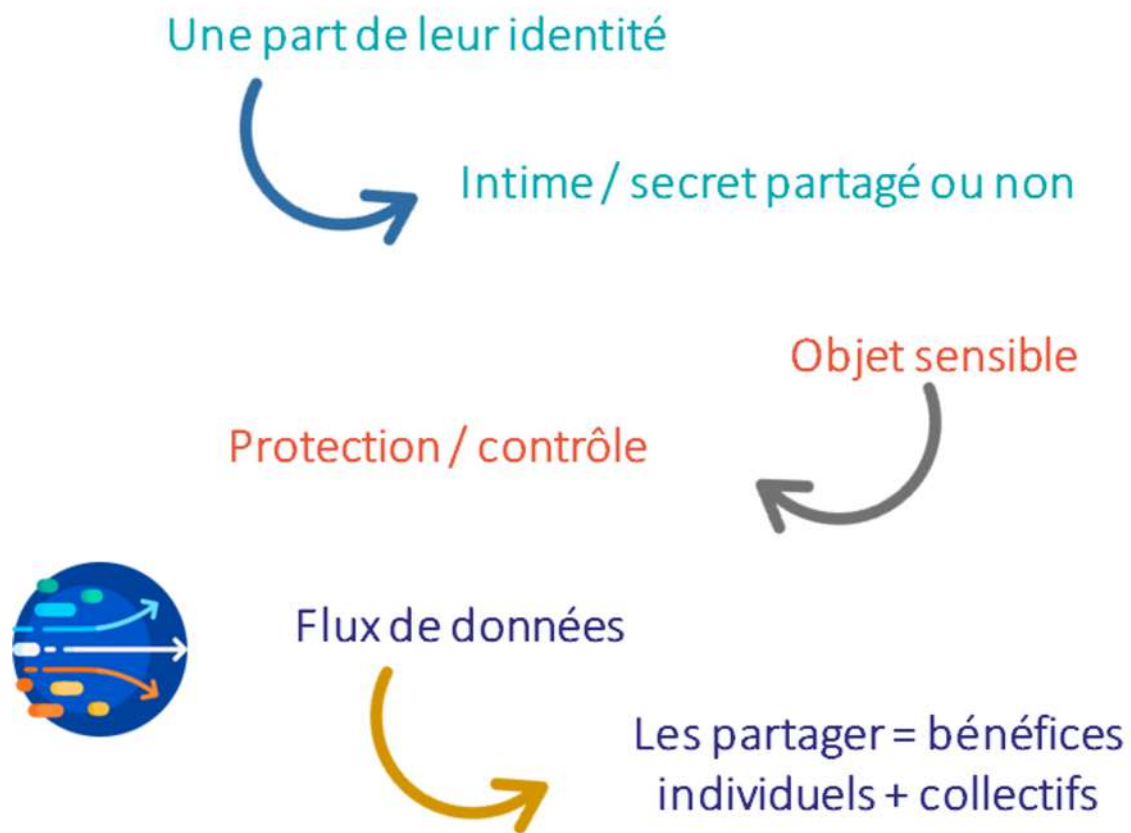 Une part de leur identité
Intime / secret partagé ou non
Objet sensible
Protection / contrôle
Flux de données
Les partager = bénéfices
individuels + collectifs